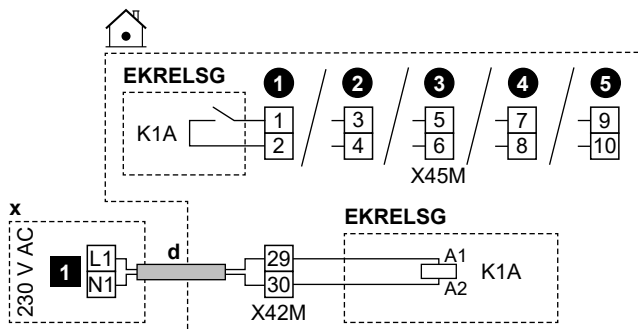 EKRELSG 1 2 3 4 5
K1A 1 3 5 7 9
2 4 6 8 10
X45M
x EKRELSG
230 V AC 1 L1 d 29 A1 K1A
N1 30 A2
X42M